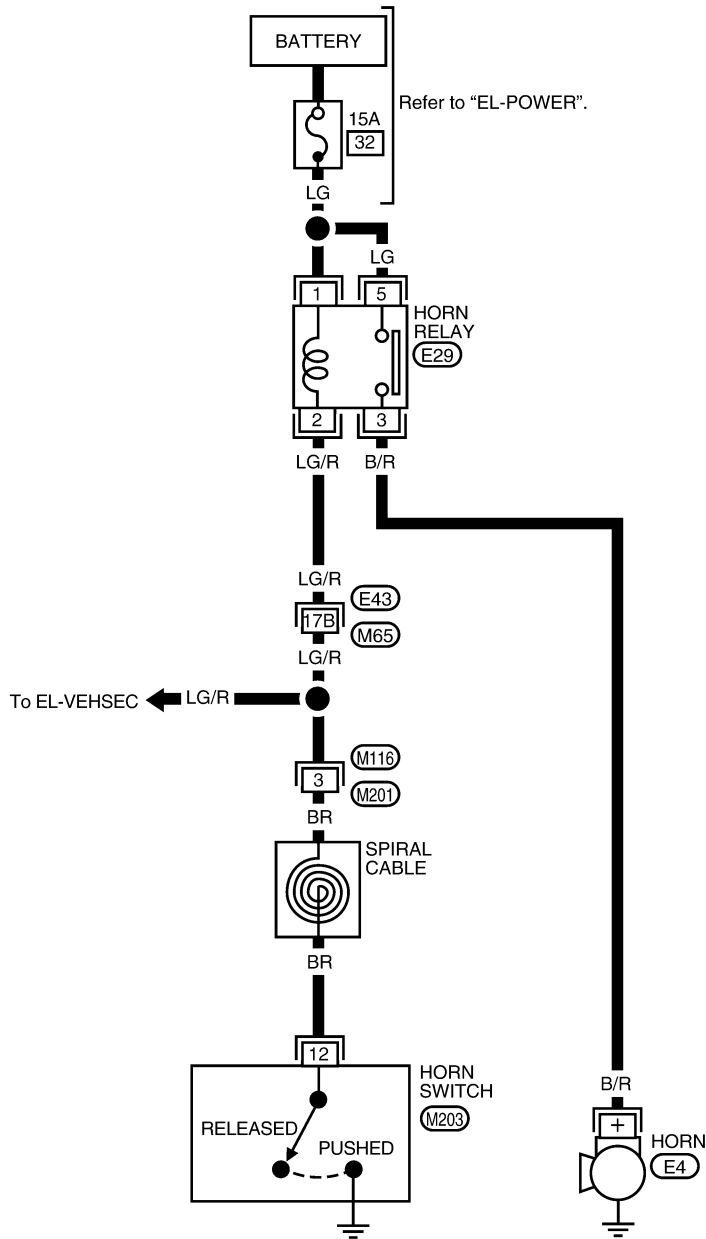 BATTERY
Refer to “EL-POWER”.
15A
32
LG
LG
1
5
HORN
RELAY
E29
2
3
LG/R
B/R
LG/R
E43
17B
M65
LG/R
To EL-VEHSEC
LG/R
M116
3
M201
BR
SPIRAL
CABLE
BR
12
HORN
SWITCH
M203
RELEASED
PUSHED
B/R
+
HORN
E4